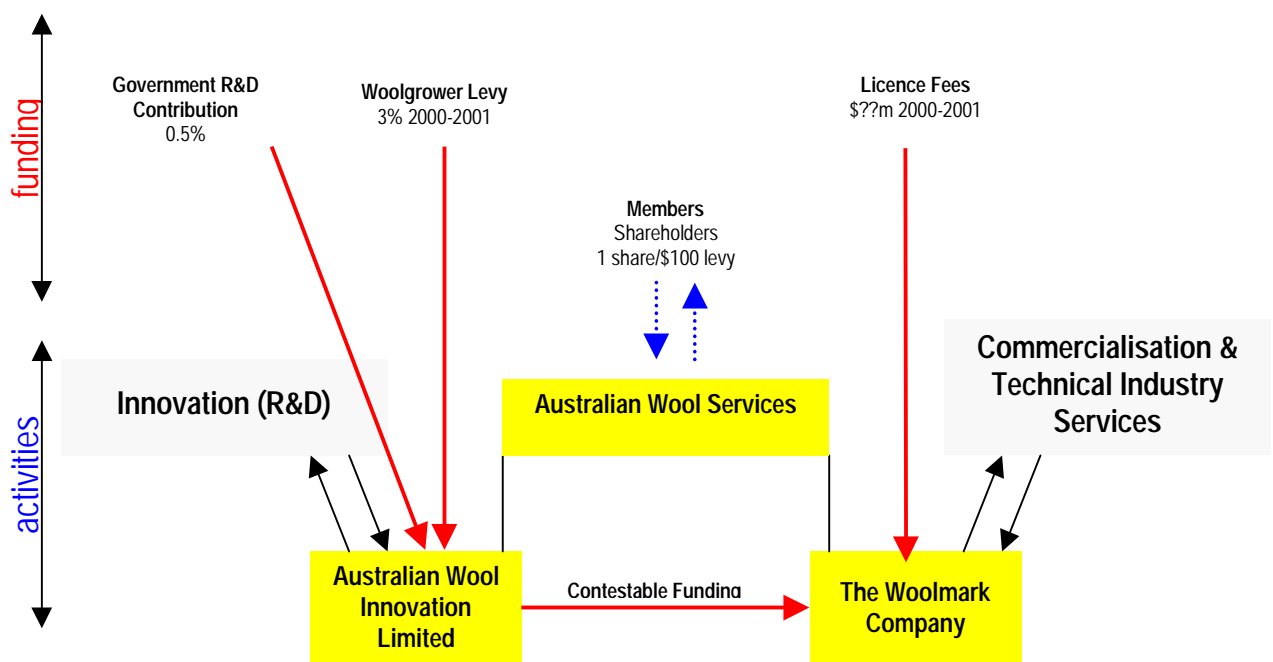 funding
Government R&D
Contribution
0.5%
Woolgrower Levy
3% 2000-2001
Licence Fees
$??m 2000-2001
Members
Shareholders
1 share/$100 levy
activities
Innovation (R&D)
Australian Wool Services
Commercialisation &
Technical Industry
Services
Australian Wool
Innovation
Limited
Contestable Funding
The Woolmark
Company